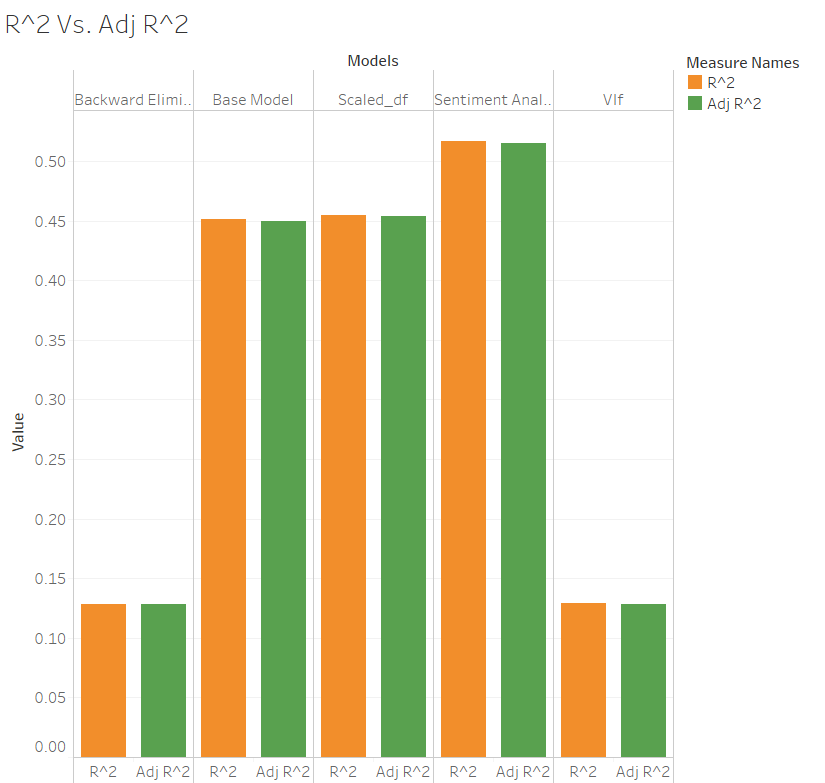 R^2 Vs. Adj R^2
Models
Measure Names
R^2
Adj R^2
Backward Elimi.. Base Model Scaled_df Sentiment Anal.. VIf
0.50
0.45
0.40
0.35
0.30
0.25
0.20
0.15
0.10
0.05
0.00
Value
R^2 Adj R^2 R^2 Adj R^2 R^2 Adj R^2 R^2 Adj R^2 R^2 Adj R^2